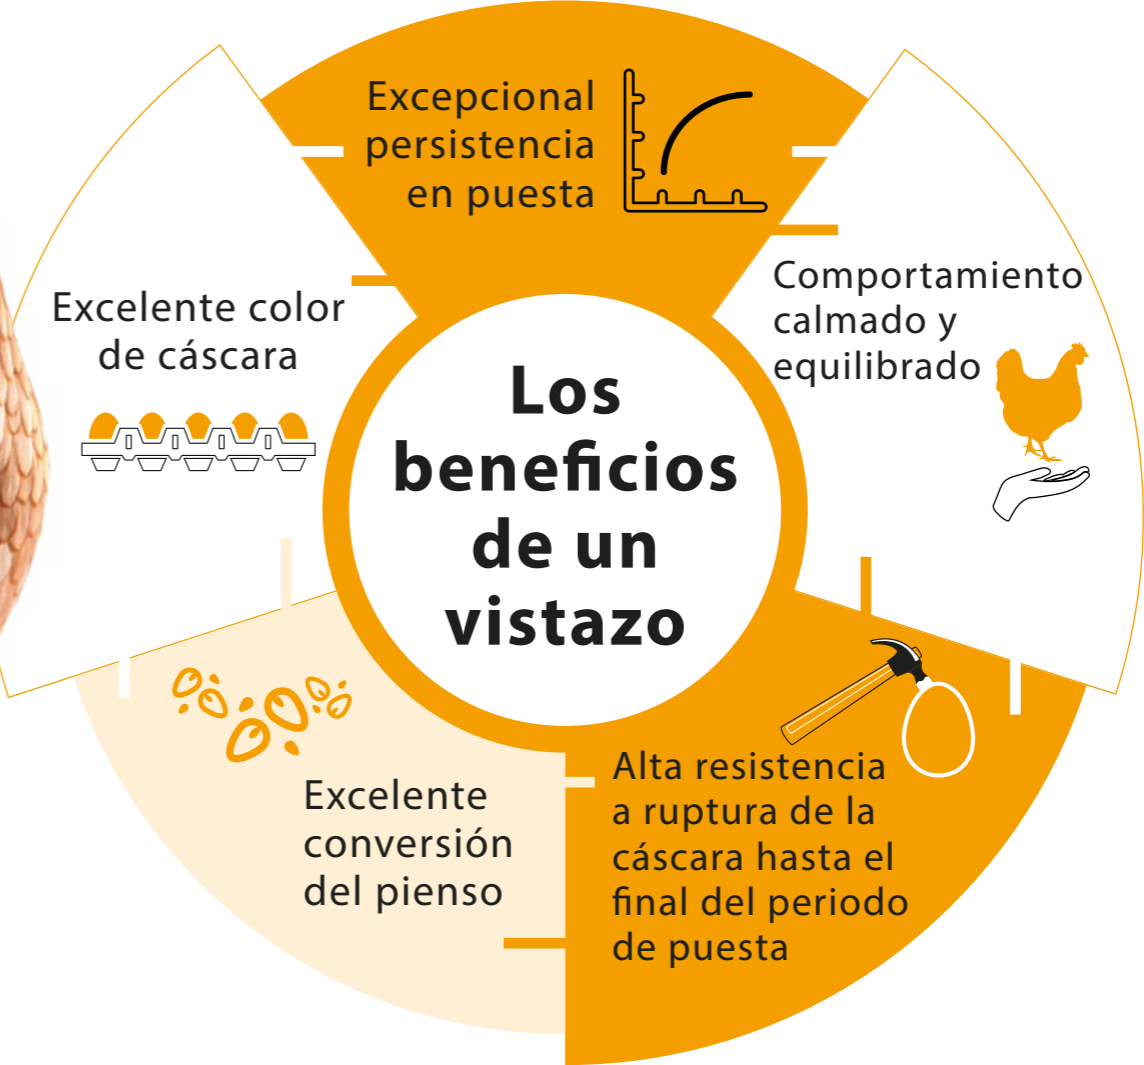 Excepcional
persistencia
en puesta
Comportamiento
calmado y
equilibrado
Excelente color
de cáscara
Los
beneficios
de un
vistazo
Alta resistencia
a ruptura de la
cáscara hasta el
final del periodo
de puesta
Excelente
conversión
del pienso